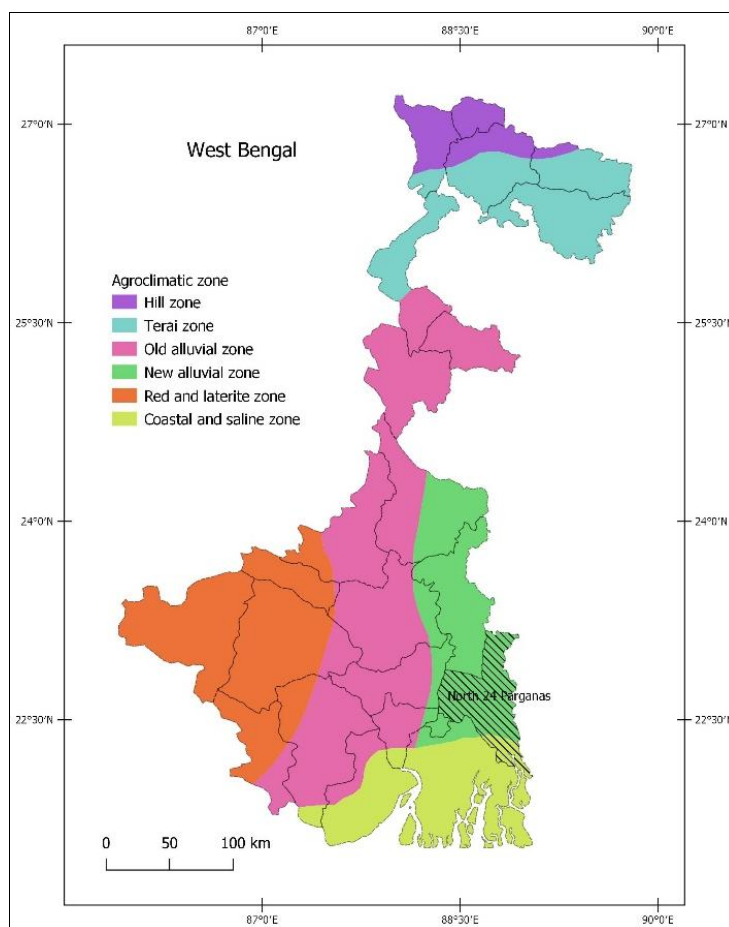 87°0'E 88°30'E 90°0'E
27°0'N 27°0'N
West Bengal
Agroclimatic zone
Hill zone
25°30'N 25°30'N
Terai zone
Old alluvial zone
New alluvial zone
Red and laterite zone
Coastal and saline zone
24°0'N 24°0'N
North 24 Parganas
22°30'N 22°30'N
0 50 100 km
87°0'E 88°30'E 90°0'E